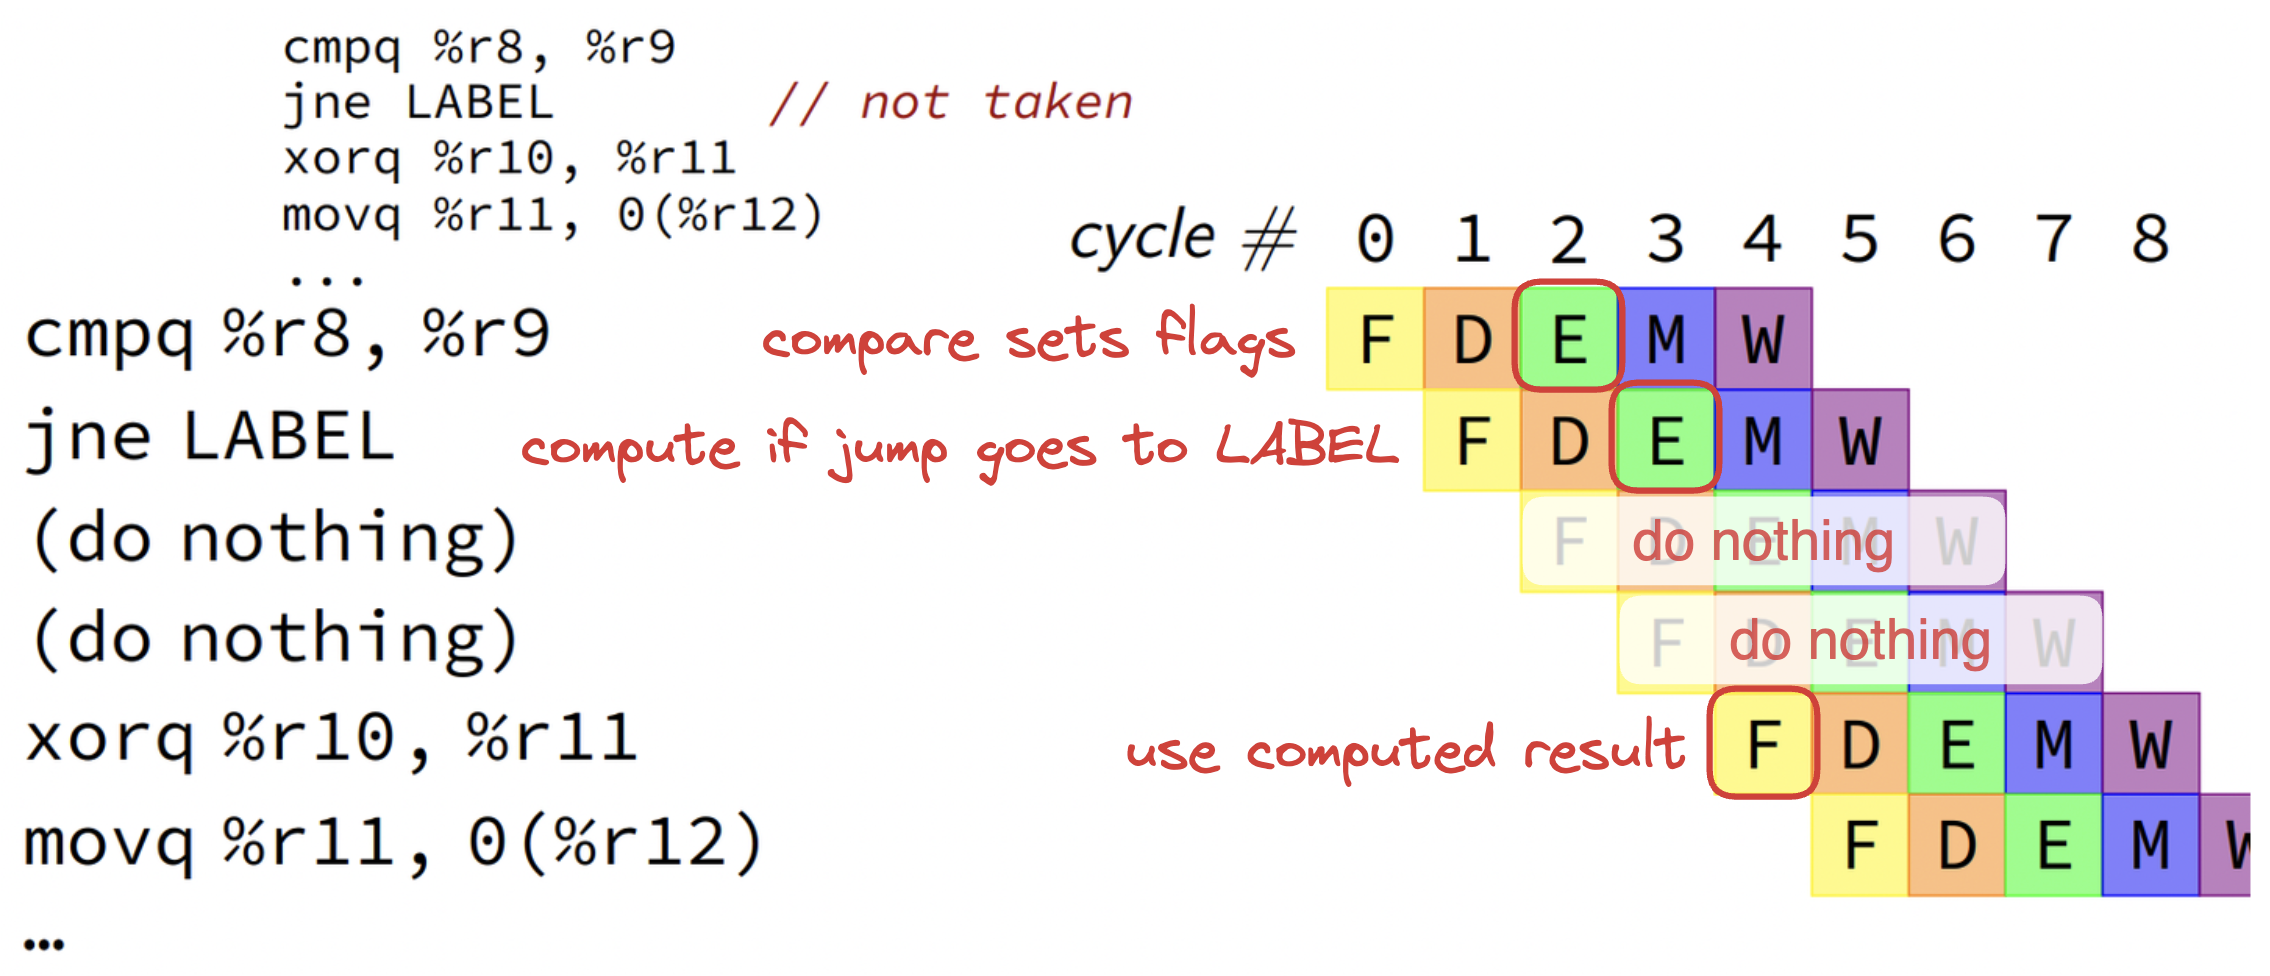 cmpq %r8, %r9
jne LABEL // not taken
xorq %r10, %r11
movq %r11, 0(%r12)
...
cycle # 0 1 2 3 4 5 6 7 8
cmpq %r8, %r9 compare sets flags F D E M W
jne LABEL compute if jump goes to LABEL F D E M W
(do nothing) F D E M W do nothing
(do nothing) F D E M W do nothing
xorq %r10, %r11 use computed result F D E M W
movq %r11, 0(%r12) F D E M W
…